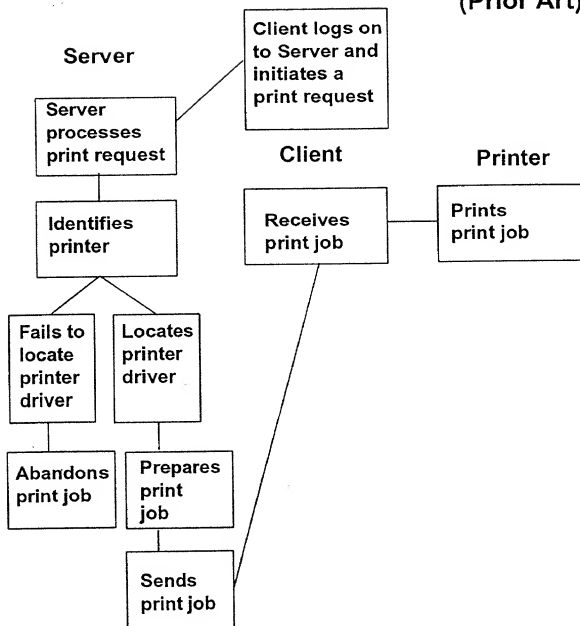 (Prior Art)
Server
Client logs on
to Server and
initiates a
print request
Server
processes
print request
Client
Printer
Identifies
printer
Receives
print job
Prints
print job
Fails to
locate
printer
driver
Locates
printer
driver
Abandons
print job
Prepares
print
job
Sends
print job